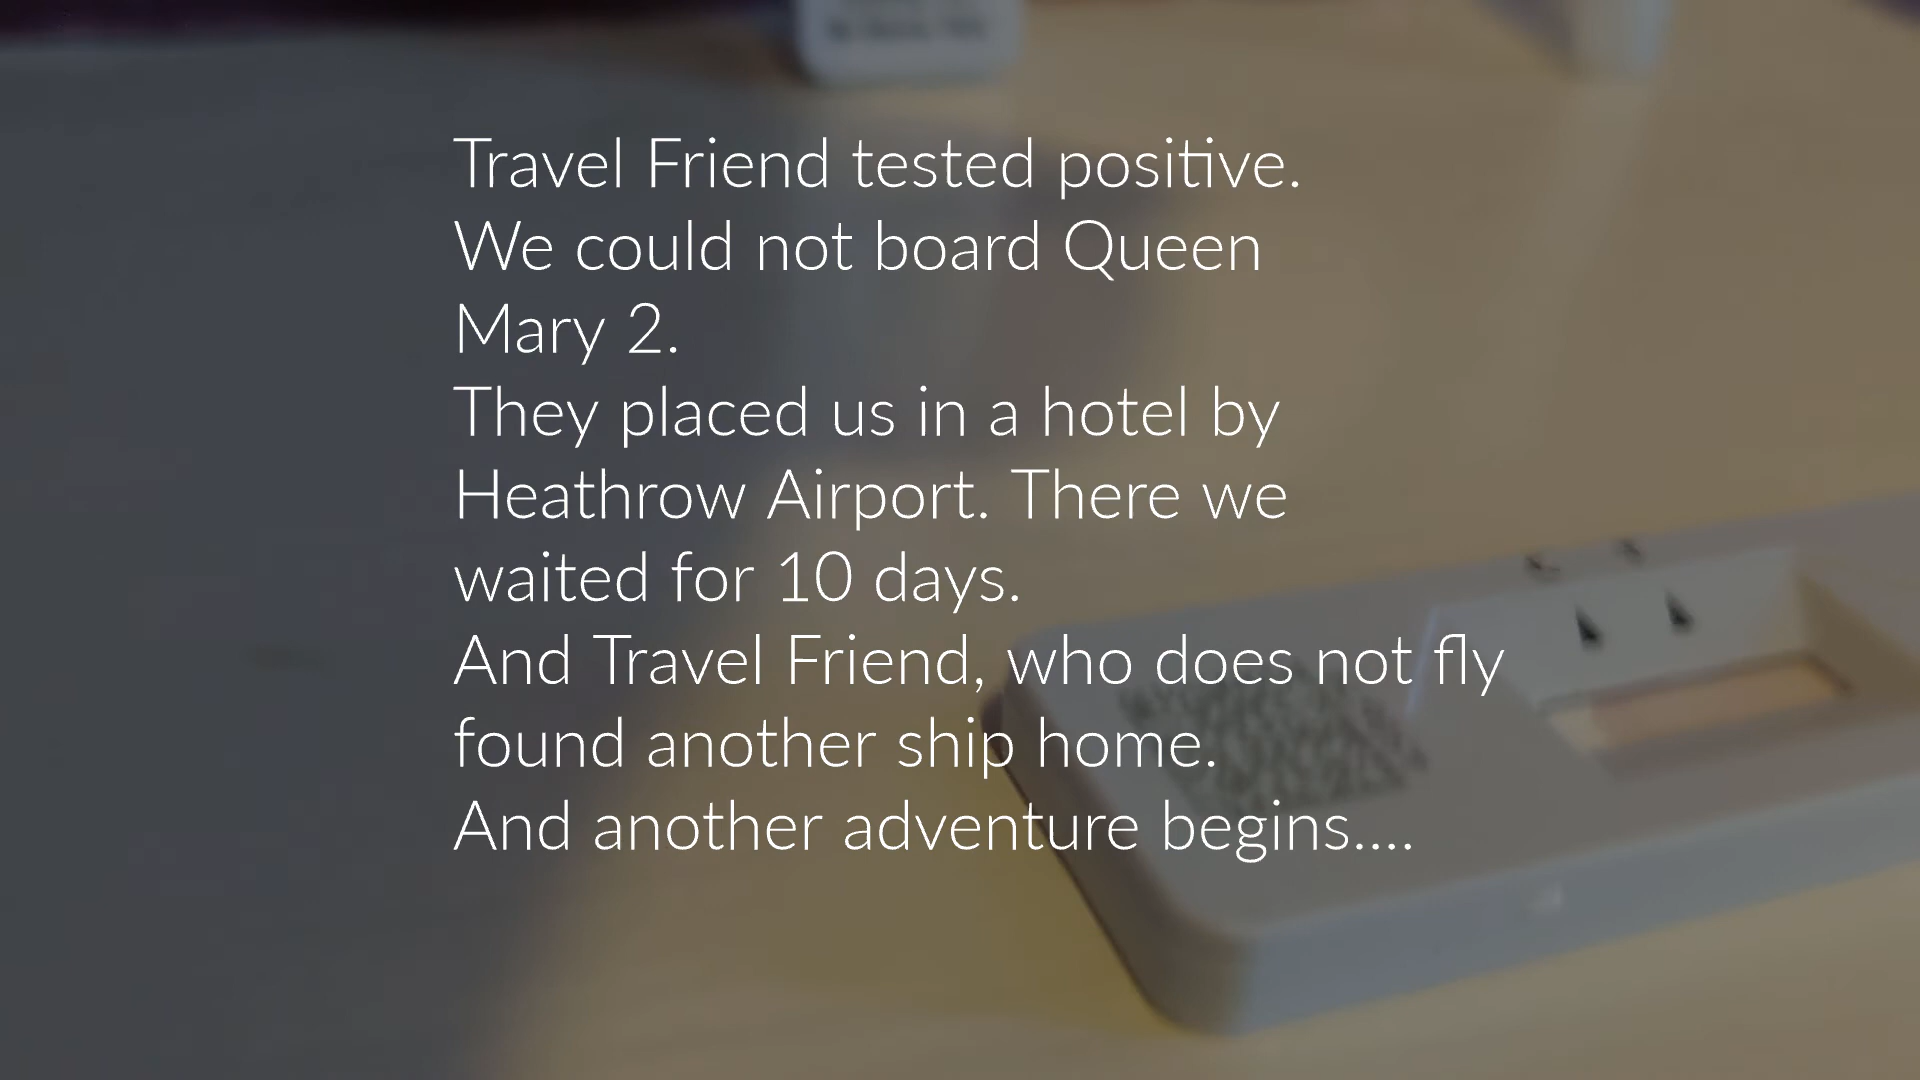 Travel Friend tested positive.
We could not board Queen
Mary 2.
They placed us in a hotel by
Heathrow Airport. There we
waited for 10 days.
And Travel Friend, who does not fly
found another ship home.
And another adventure begins....